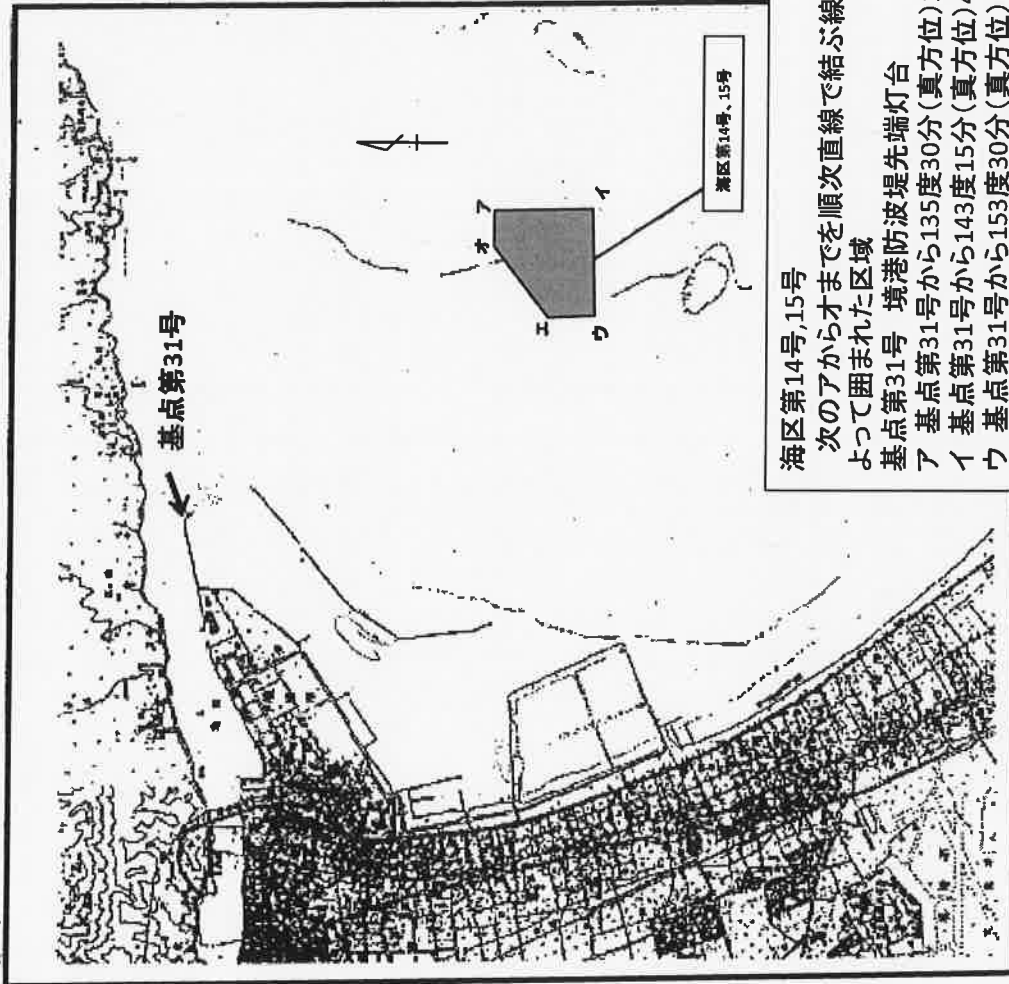 基点第31号
オ
ア
エ
イ
ウ
海区第14号、15号
海区第14号,15号
次のアからオまでを順次直線で結ぶ線
よって囲まれた区域
基点第31号 境港防波堤先端灯台
ア 基点第31号から135度30分(真方位)
イ 基点第31号から143度15分(真方位)
ウ 基点第31号から153度30分(真方位)